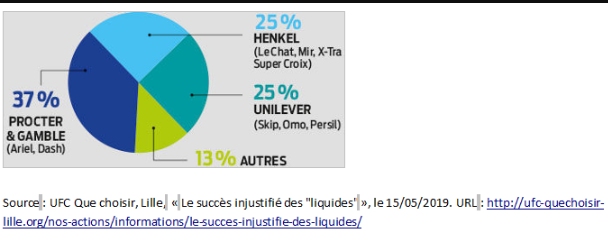 25%
HENKEL
(Le Chat, Mir, X-Tra
Super Croix)
37%
PROCTER
& GAMBLE
(Ariel, Dash)
25%
UNILEVER
(Skip, Omo, Persil)
13% AUTRES
Source : UFC Que choisir, Lille, « Le succès injustifié des "liquides" », le 15/05/2019. URL : http://ufc-quechoisir-
lille.org/nos-actions/informations/le-succes-injustifie-des-liquides/